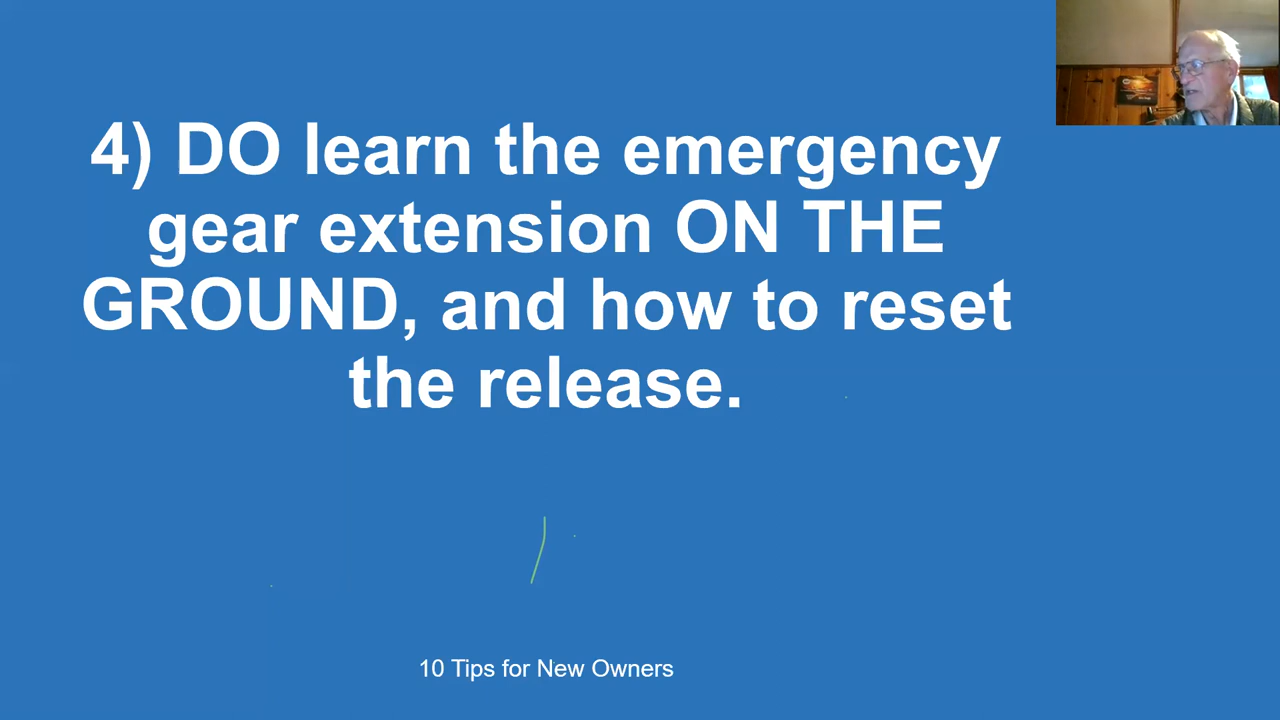 4) DO learn the emergency
gear extension ON THE
GROUND, and how to reset
the release.
10 Tips for New Owners